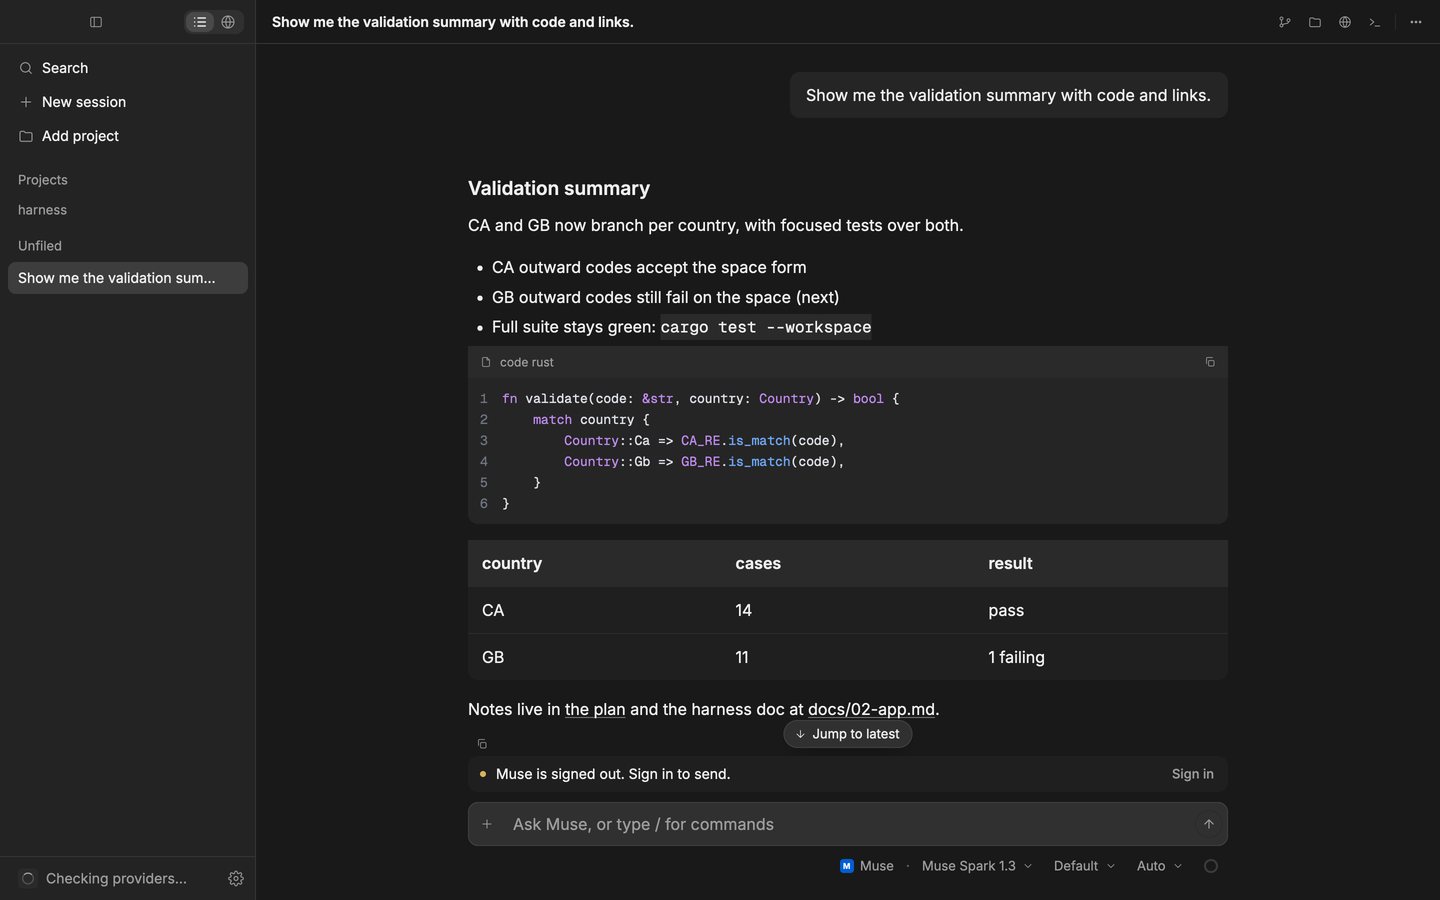 Show me the validation summary with code and links.
Search
New session
Add project
Projects
harness
Unfiled
Show me the validation sum...
Checking providers...
Show me the validation summary with code and links.
Validation summary
CA and GB now branch per country, with focused tests over both.
• CA outward codes accept the space form
• GB outward codes still fail on the space (next)
• Full suite stays green: cargo test --workspace
code rust
1 fn validate(code: &str, country: Country) -> bool {
2     match country {
3         Country::Ca => CA_RE.is_match(code),
4         Country::Gb => GB_RE.is_match(code),
5     }
6 }
country cases result
CA 14 pass
GB 11 1 failing
Notes live in the plan and the harness doc at docs/02-app.md.
Jump to latest
Muse is signed out. Sign in to send. Sign in
Ask Muse, or type / for commands
M Muse · Muse Spark 1.3 Default Auto